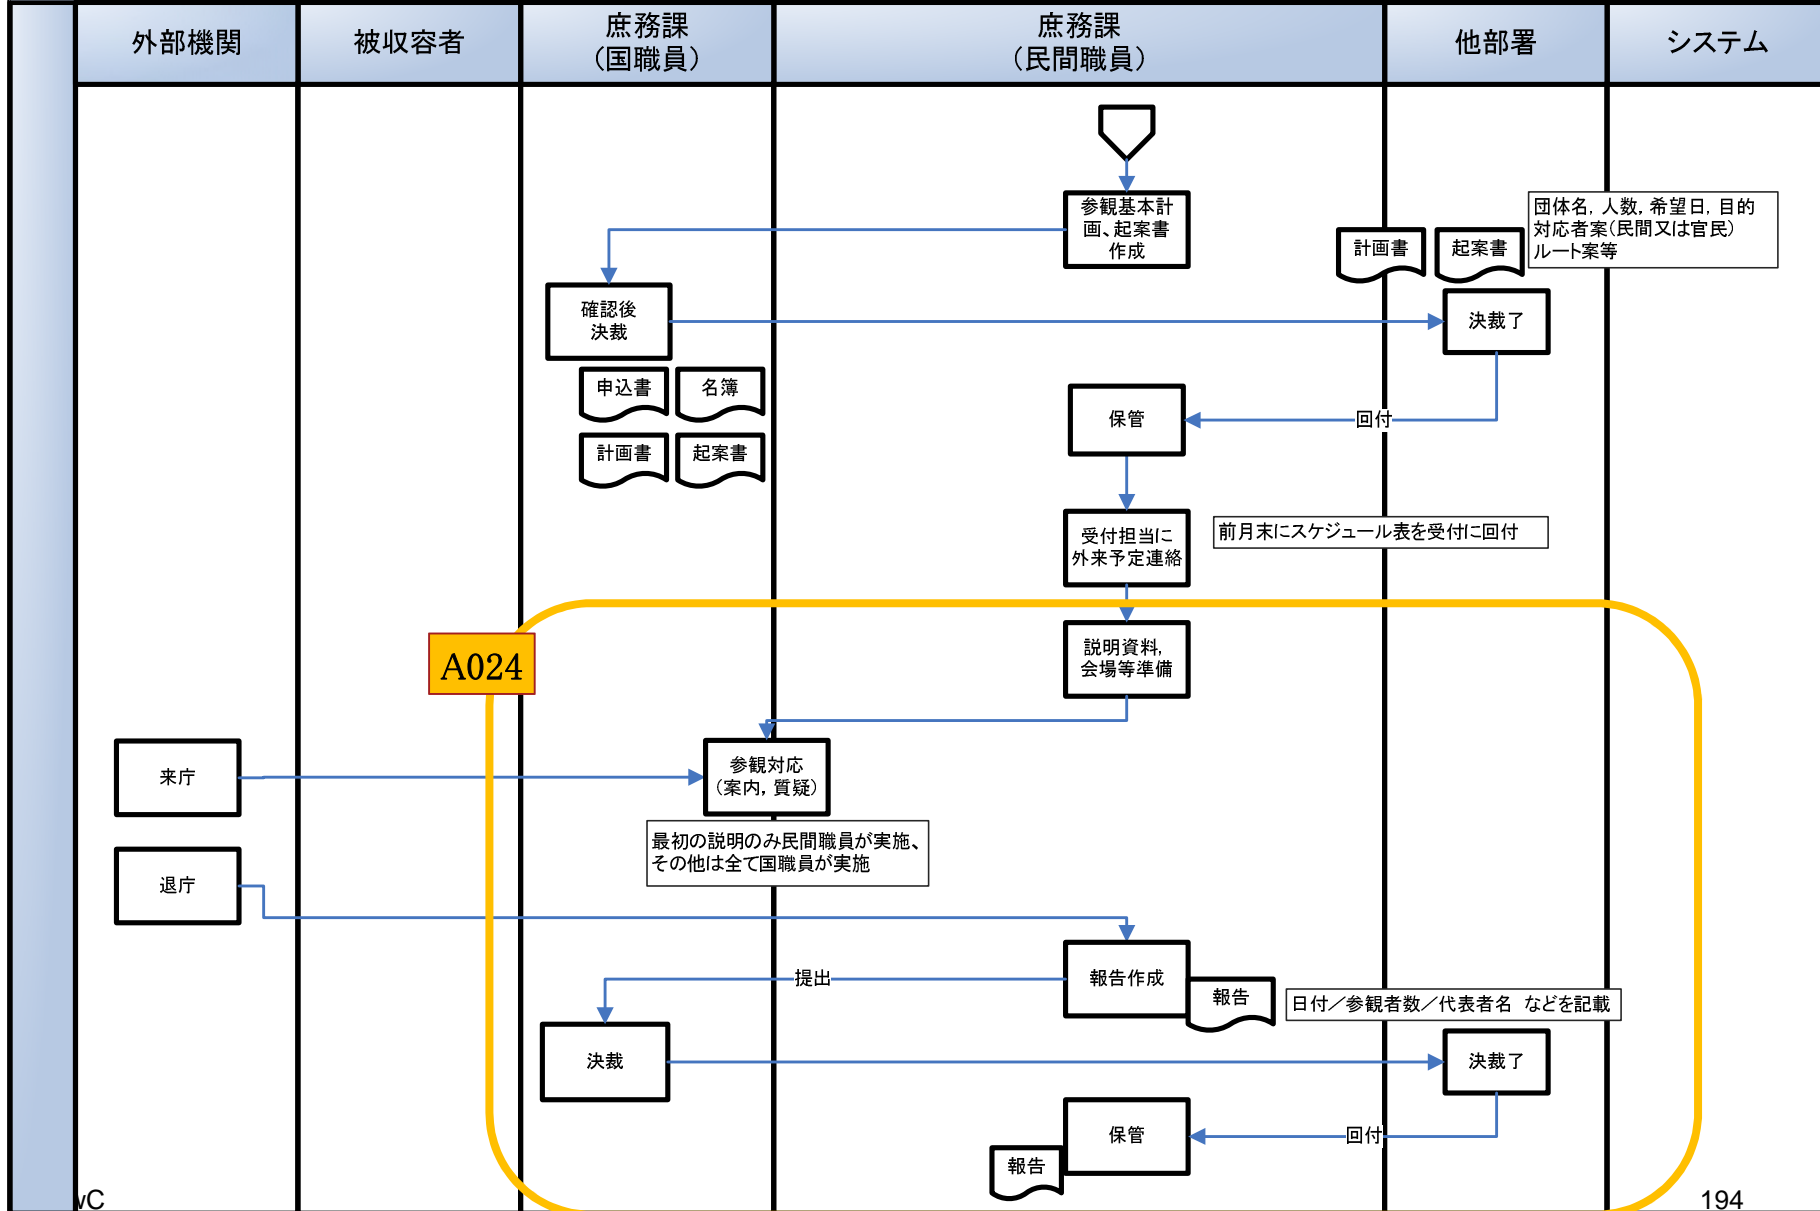 外部機関
被収容者
庶務課
（国職員）
庶務課
（民間職員）
他部署
システム
参観基本計
画、起案書
作成
計画書
起案書
団体名，人数，希望日，目的
対応者案（民間又は官民）
ルート案等
確認後
決裁
決裁了
申込書
名簿
計画書
起案書
保管
回付
受付担当に
外来予定連絡
前月末にスケジュール表を受付に回付
A024
説明資料，
会場等準備
来庁
参観対応
（案内，質疑）
最初の説明のみ民間職員が実施、
その他は全て国職員が実施
退庁
報告作成
提出
報告
日付／参観者数／代表者名　などを記載
決裁
決裁了
保管
回付
報告
wC
194